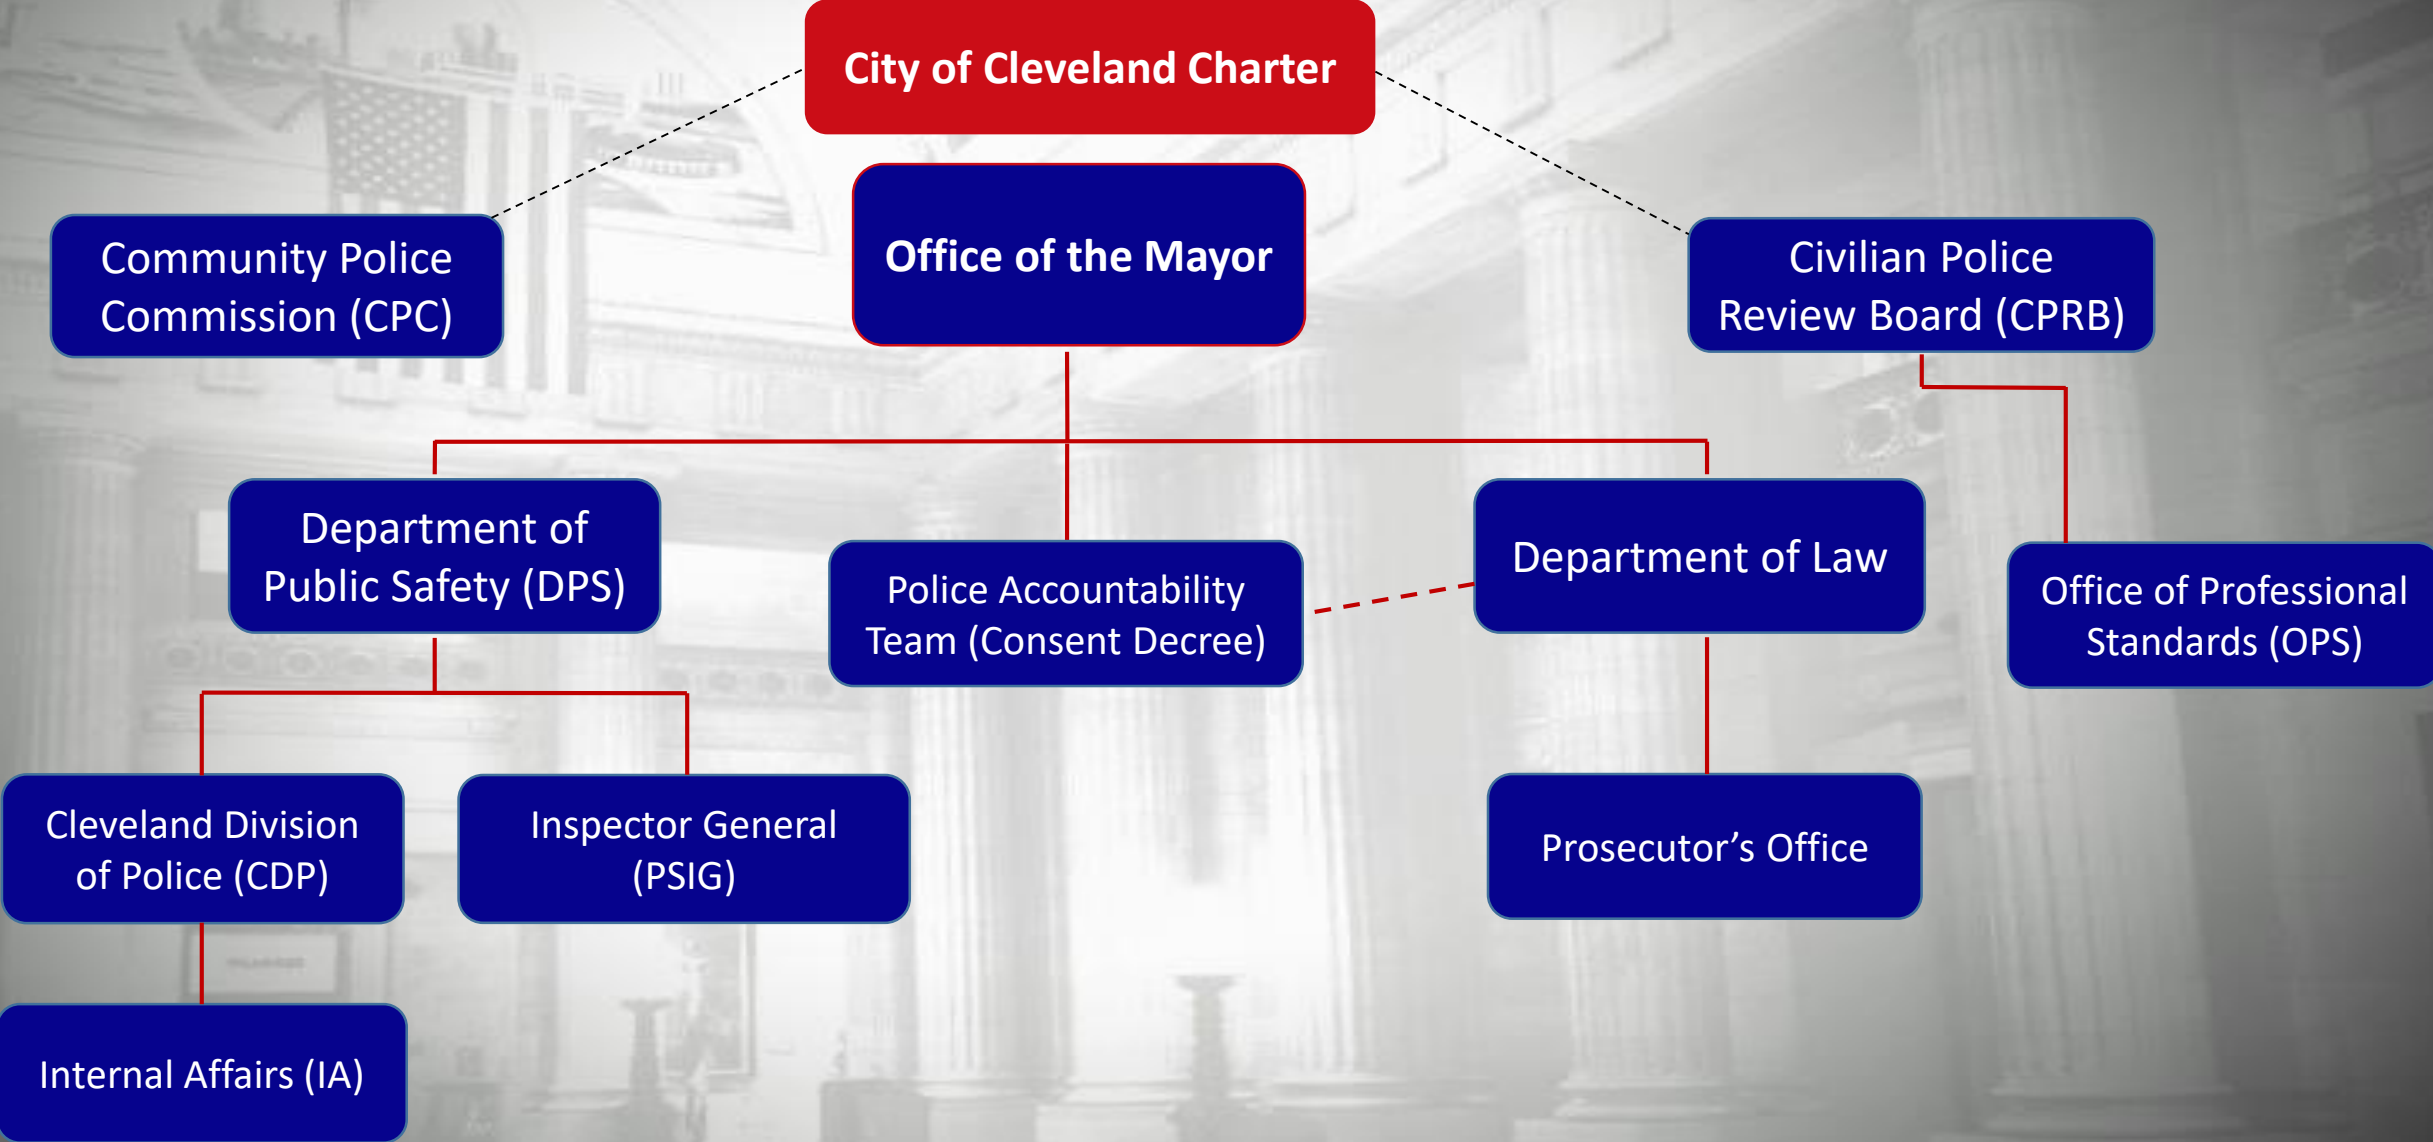 City of Cleveland Charter
Office of the Mayor
Community Police
Commission (CPC)
Civilian Police
Review Board (CPRB)
Department of
Public Safety (DPS)
Police Accountability
Team (Consent Decree)
Department of Law
Office of Professional
Standards (OPS)
Cleveland Division
of Police (CDP)
Inspector General
(PSIG)
Prosecutor’s Office
Internal Affairs (IA)